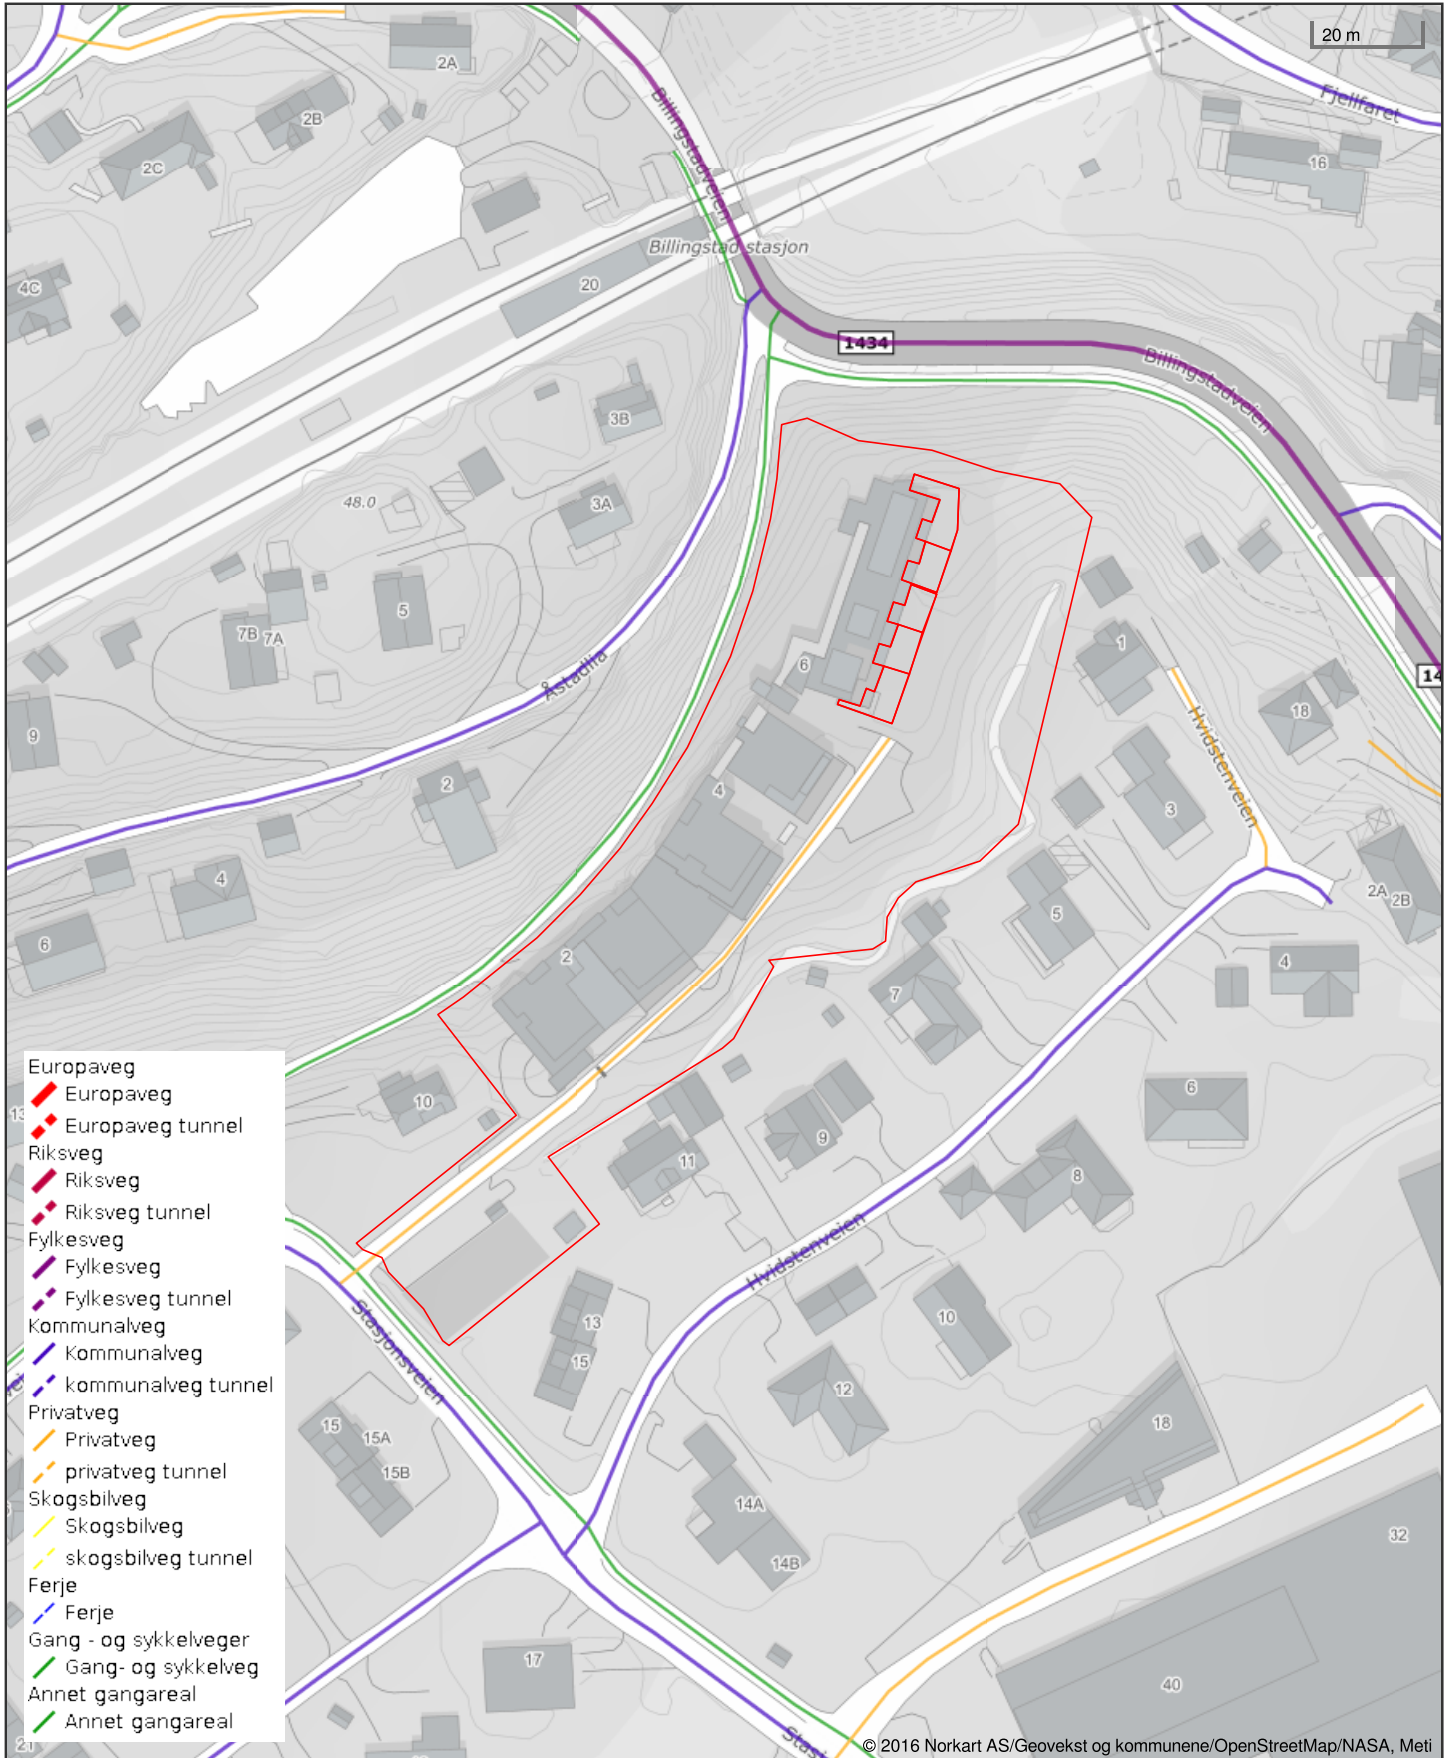 20 m
2A
Fjellfaret
Billingstadveien
2B
2C
16
Billingstad stasjon
4C
20
1434
Billingstadveien
3B
48.0
3A
5
7B
7A
1
6
14
Åstadlia
9
18
Hvidstenveien
2
4
3
4
2A
2B
5
6
2
4
7
Europaveg
Europaveg
Europaveg tunnel
Riksveg
Riksveg
Riksveg tunnel
Fylkesveg
Fylkesveg
Fylkesveg tunnel
Kommunalveg
Kommunalveg
kommunalveg tunnel
Privatveg
Privatveg
privatveg tunnel
Skogsbilveg
Skogsbilveg
skogsbilveg tunnel
Ferje
Ferje
Gang - og sykkelveger
Gang- og sykkelveg
Annet gangareal
Annet gangareal
10
13
6
9
11
8
Hvidstenveien
Stasjonsveien
13
10
15
12
15
15A
15B
18
14A
14B
32
17
40
21
Stasj
© 2016 Norkart AS/Geovekst og kommunene/OpenStreetMap/NASA, Meti